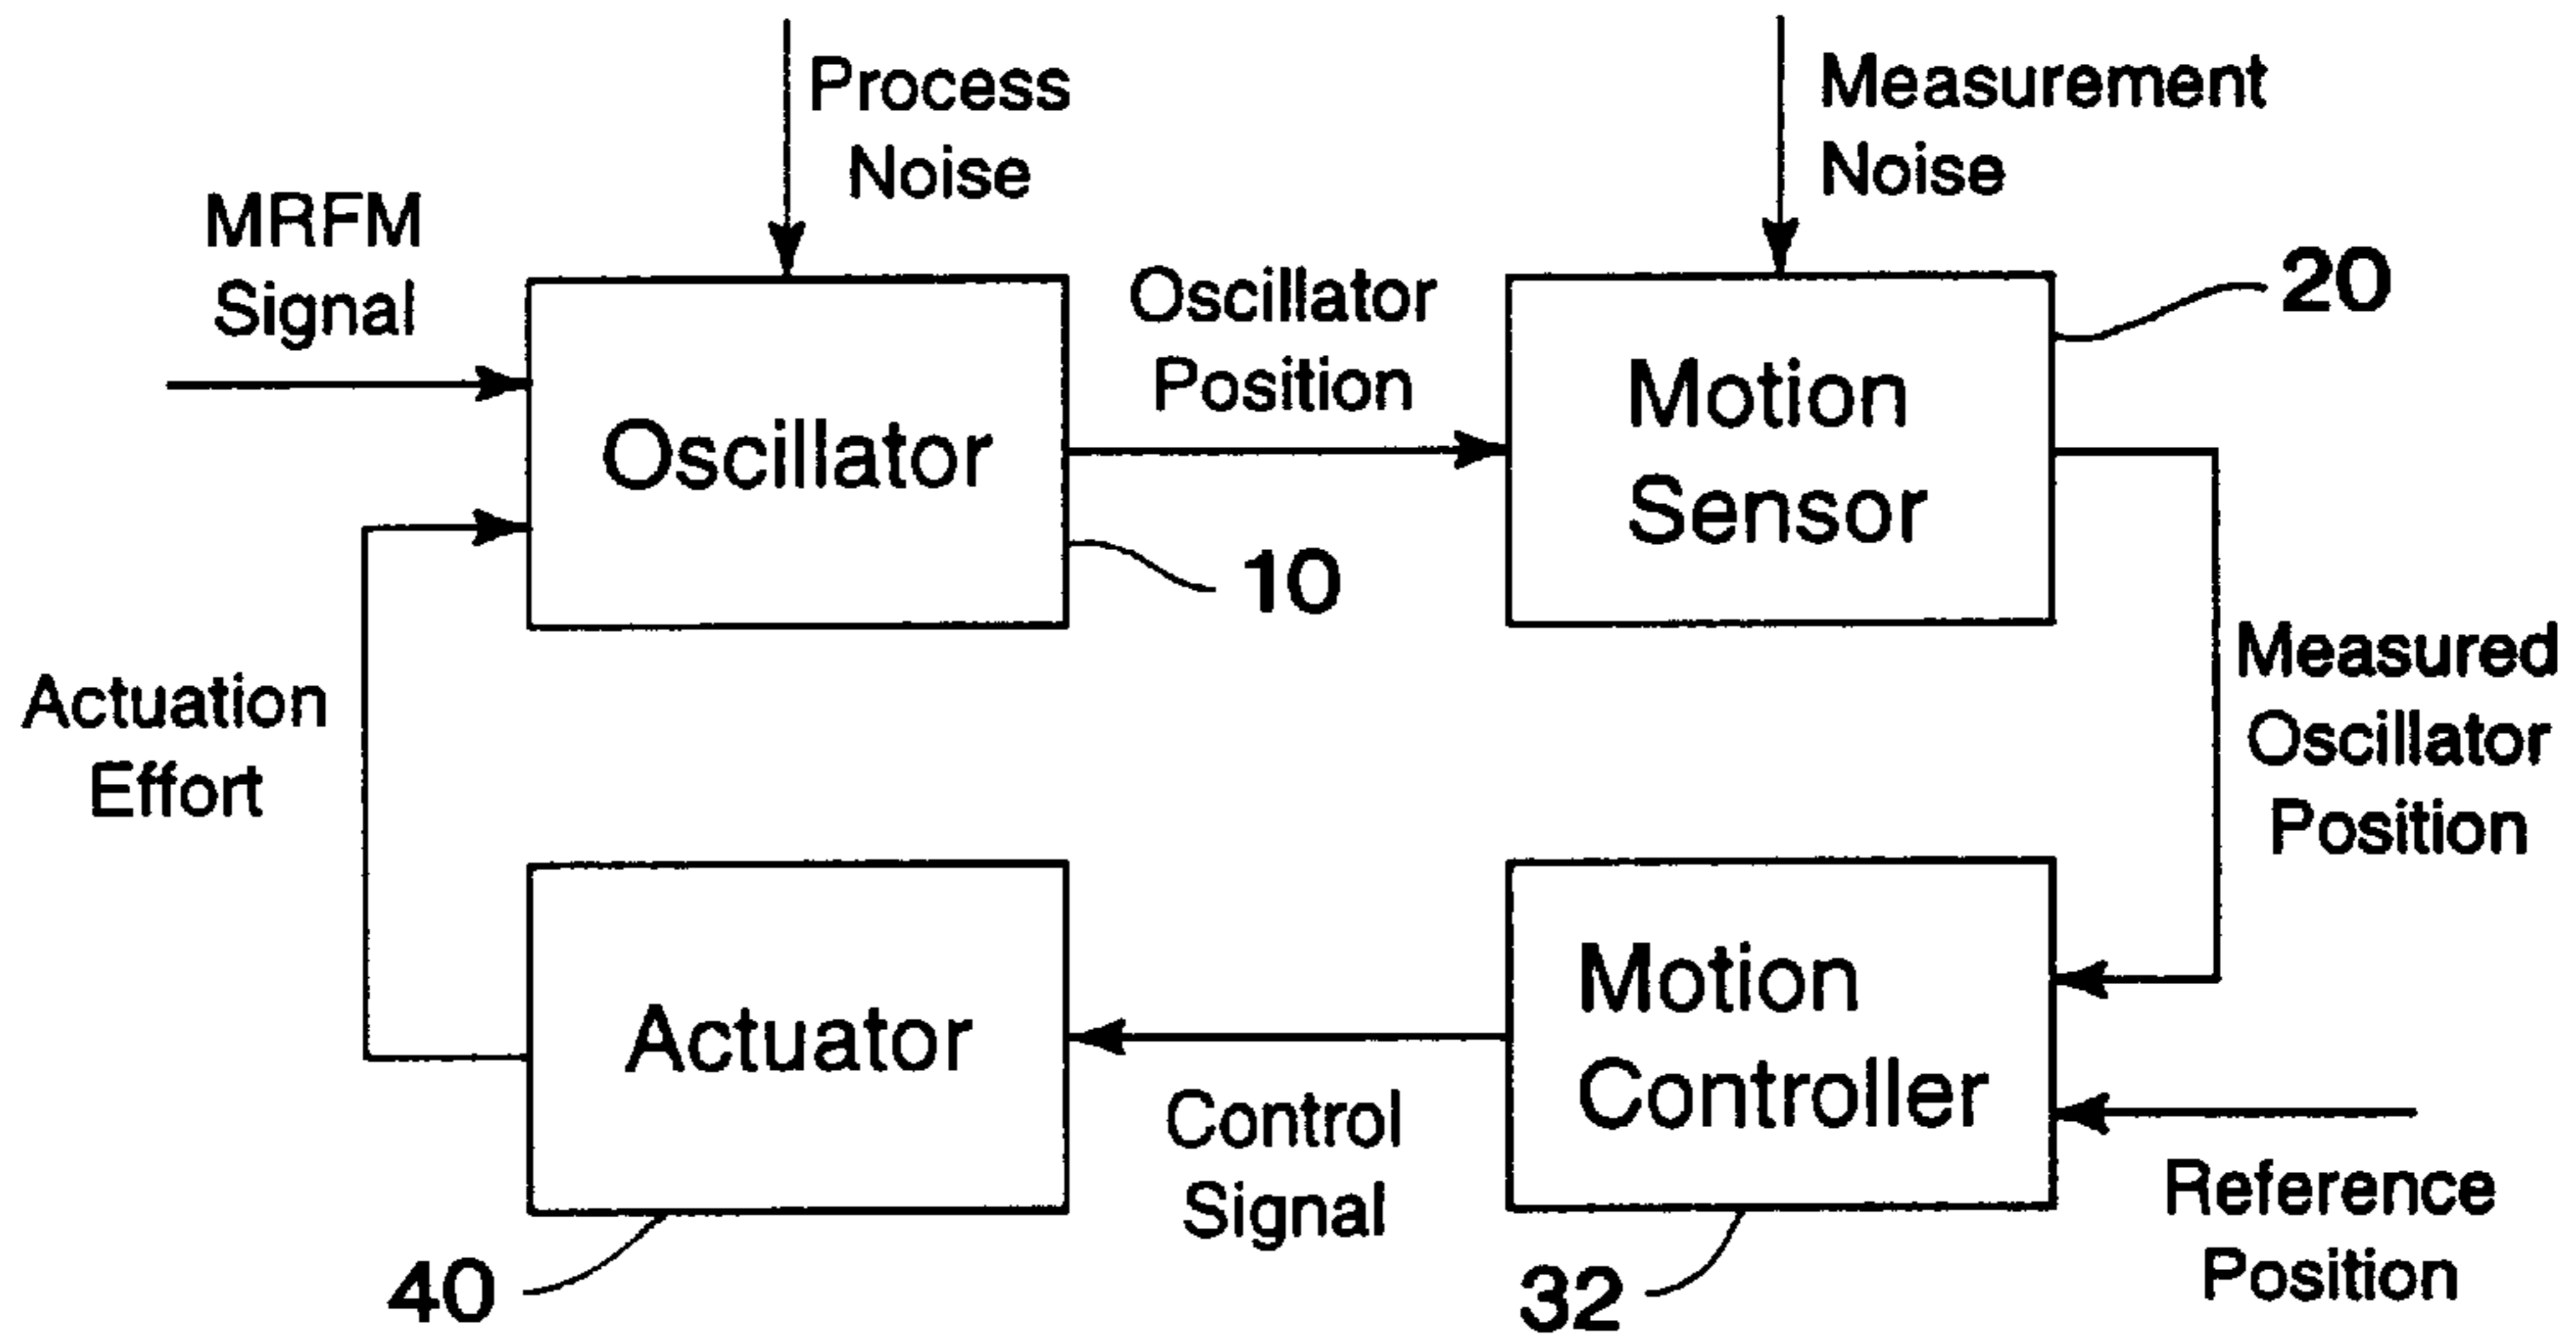 Process
Noise
Measurement
Noise
MRFM
Signal
Oscillator
Position
20
Oscillator
Motion
Sensor
10
Actuation
Effort
Measured
Oscillator
Position
Actuator
Control
Signal
Motion
Controller
Reference
Position
40
32